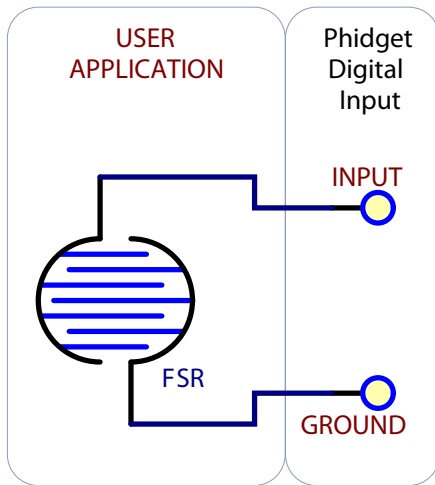 USER
APPLICATION
Phidget
Digital
Input
INPUT
FSR
GROUND